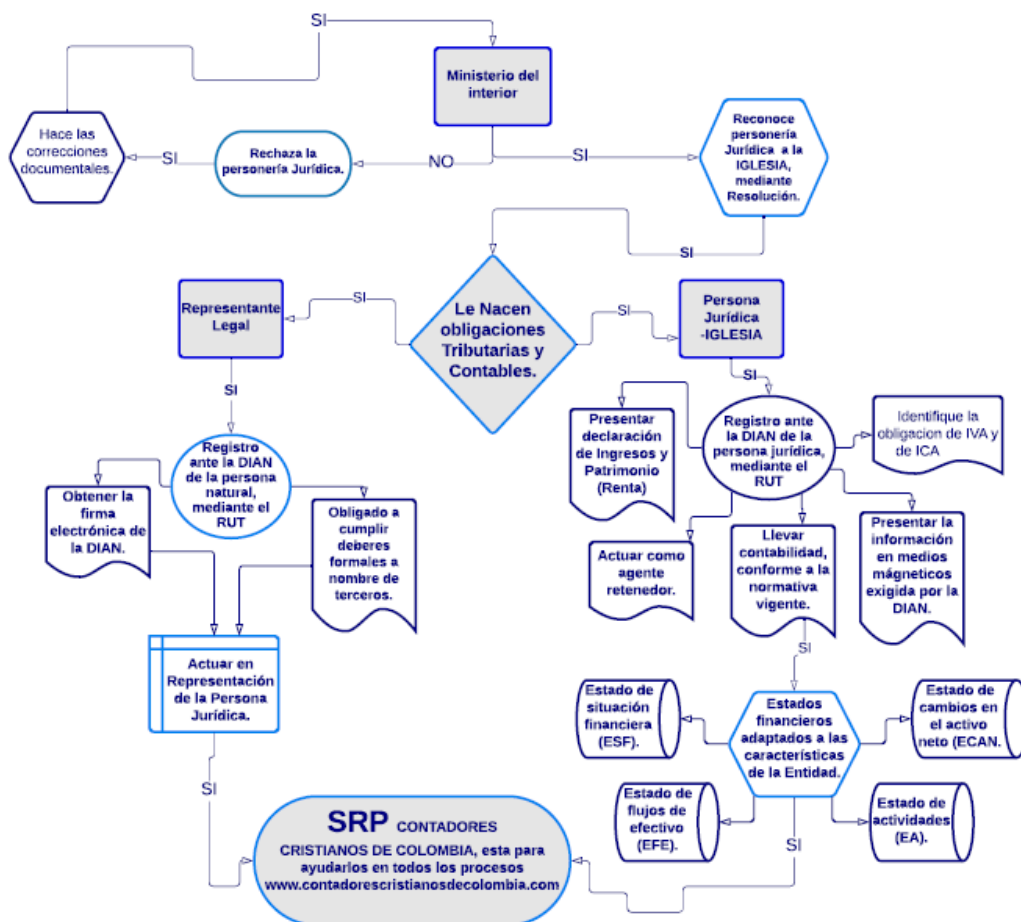 SI
Ministerio del
interior
Hace las
correcciones
documentales.
SI
Rechaza la
personería Jurídica.
NO
SI
Reconoce
personería
Jurídica a la
IGLESIA,
mediante
Resolución.
SI
Representante
Legal
SI
Le Nacen
obligaciones
Tributarias y
Contables.
SI
Persona
Jurídica
-IGLESIA
SI
SI
Registro
ante la DIAN
de la persona
natural,
mediante el
RUT
Obtener la
firma
electrónica de
la DIAN.
Obligado a
cumplir
deberes
formales a
nombre de
terceros.
Actuar en
Representación
de la Persona
Jurídica.
SI
Presentar
declaración
de Ingresos y
Patrimonio
(Renta)
Registro ante
la DIAN de la
persona jurídica,
mediante el
RUT
Identifique la
obligacion de IVA y
de ICA
Actuar como
agente
retenedor.
Llevar
contabilidad,
conforme a la
normativa
vigente.
Presentar la
información
en medios
mágneticos
exigida por la
DIAN.
SI
Estado de
situación
financiera
(ESF).
Estados
financieros
adaptados a las
características
de la Entidad.
Estado de
cambios en
el activo
neto (ECAN.
Estado de
flujos de
efectivo
(EFE).
Estado de
actividades
(EA).
SI
SRP CONTADORES
CRISTIANOS DE COLOMBIA, esta para
ayudarlos en todos los procesos
www.contadorescristianosdecolombia.com